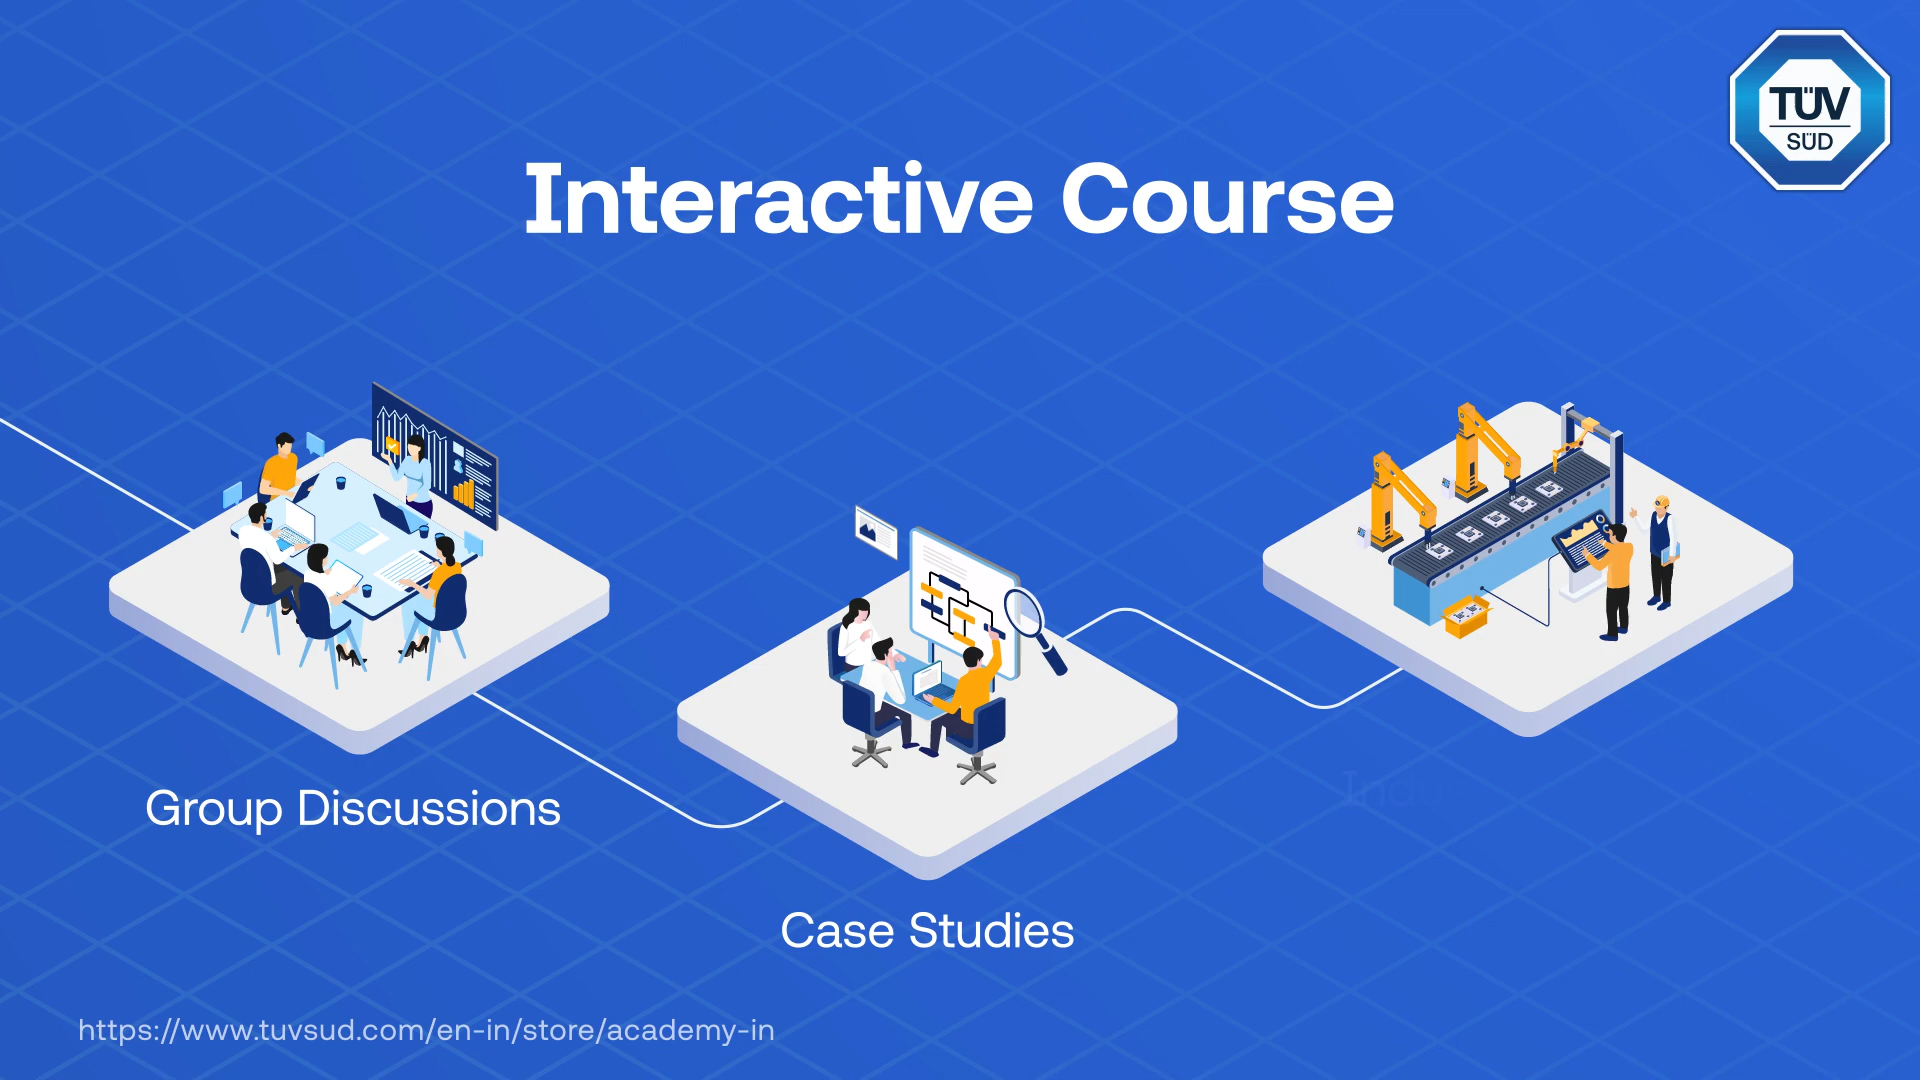 TÜV
SÜD
Interactive Course
Group Discussions
Case Studies
https://www.tuvsud.com/en-in/store/academy-in